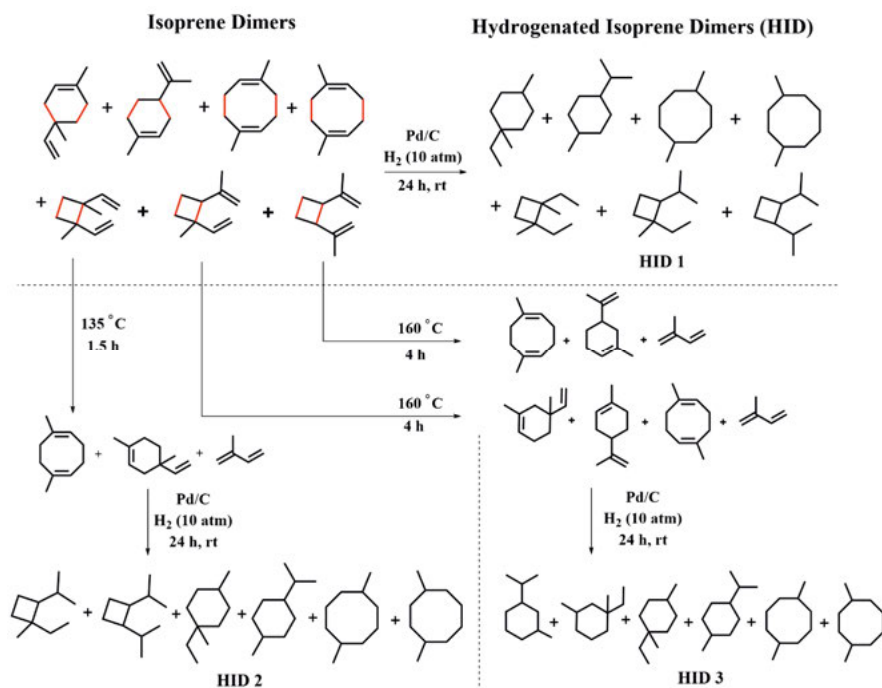 Isoprene Dimers
Hydrogenated Isoprene Dimers (HID)
+ + +
Pd/C
H₂ (10 atm)
24 h, rt
+ + +
+ + + +
+ + +
HID 1
135 °C
1.5 h
160 °C
4 h
+ +
160 °C
4 h
+ + +
+ +
Pd/C
H₂ (10 atm)
24 h, rt
Pd/C
H₂ (10 atm)
24 h, rt
+ + + + +
HID 2
+ + + + +
HID 3